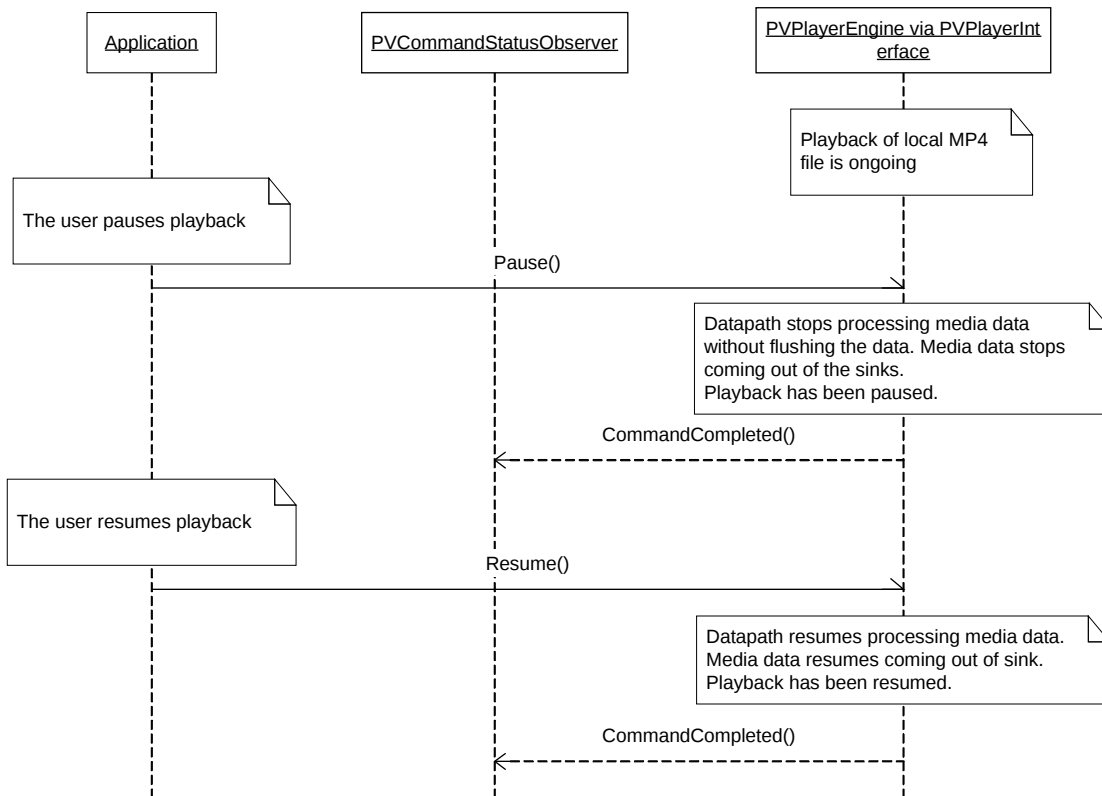 Application
PVCommandStatusObserver
PVPlayerEngine via PVPlayerInt
erface
Playback of local MP4
file is ongoing
The user pauses playback
Pause()
Datapath stops processing media data
without flushing the data. Media data stops
coming out of the sinks.
Playback has been paused.
CommandCompleted()
The user resumes playback
Resume()
Datapath resumes processing media data.
Media data resumes coming out of sink.
Playback has been resumed.
CommandCompleted()